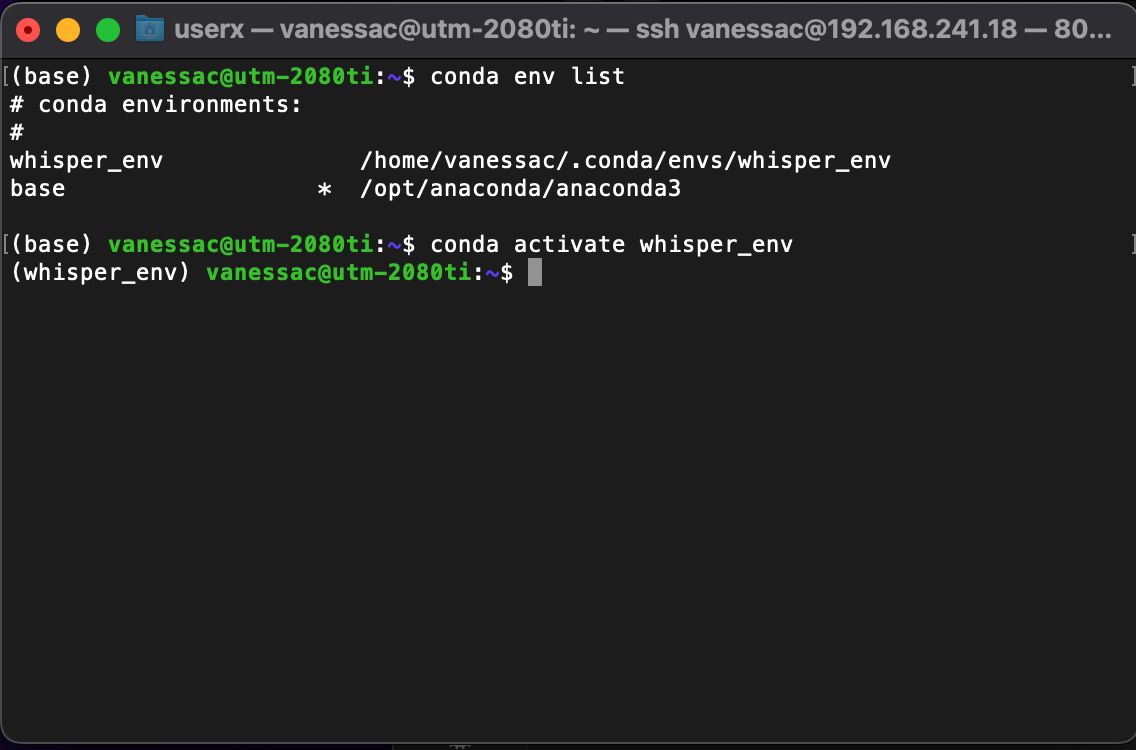 userx — vanessac@utm-2080ti: ~ — ssh vanessac@192.168.241.18 — 80...
[(base) vanessac@utm-2080ti:~$ conda env list ]
# conda environments:
#
whisper_env              /home/vanessac/.conda/envs/whisper_env
base                  *  /opt/anaconda/anaconda3
[(base) vanessac@utm-2080ti:~$ conda activate whisper_env ]
(whisper_env) vanessac@utm-2080ti:~$